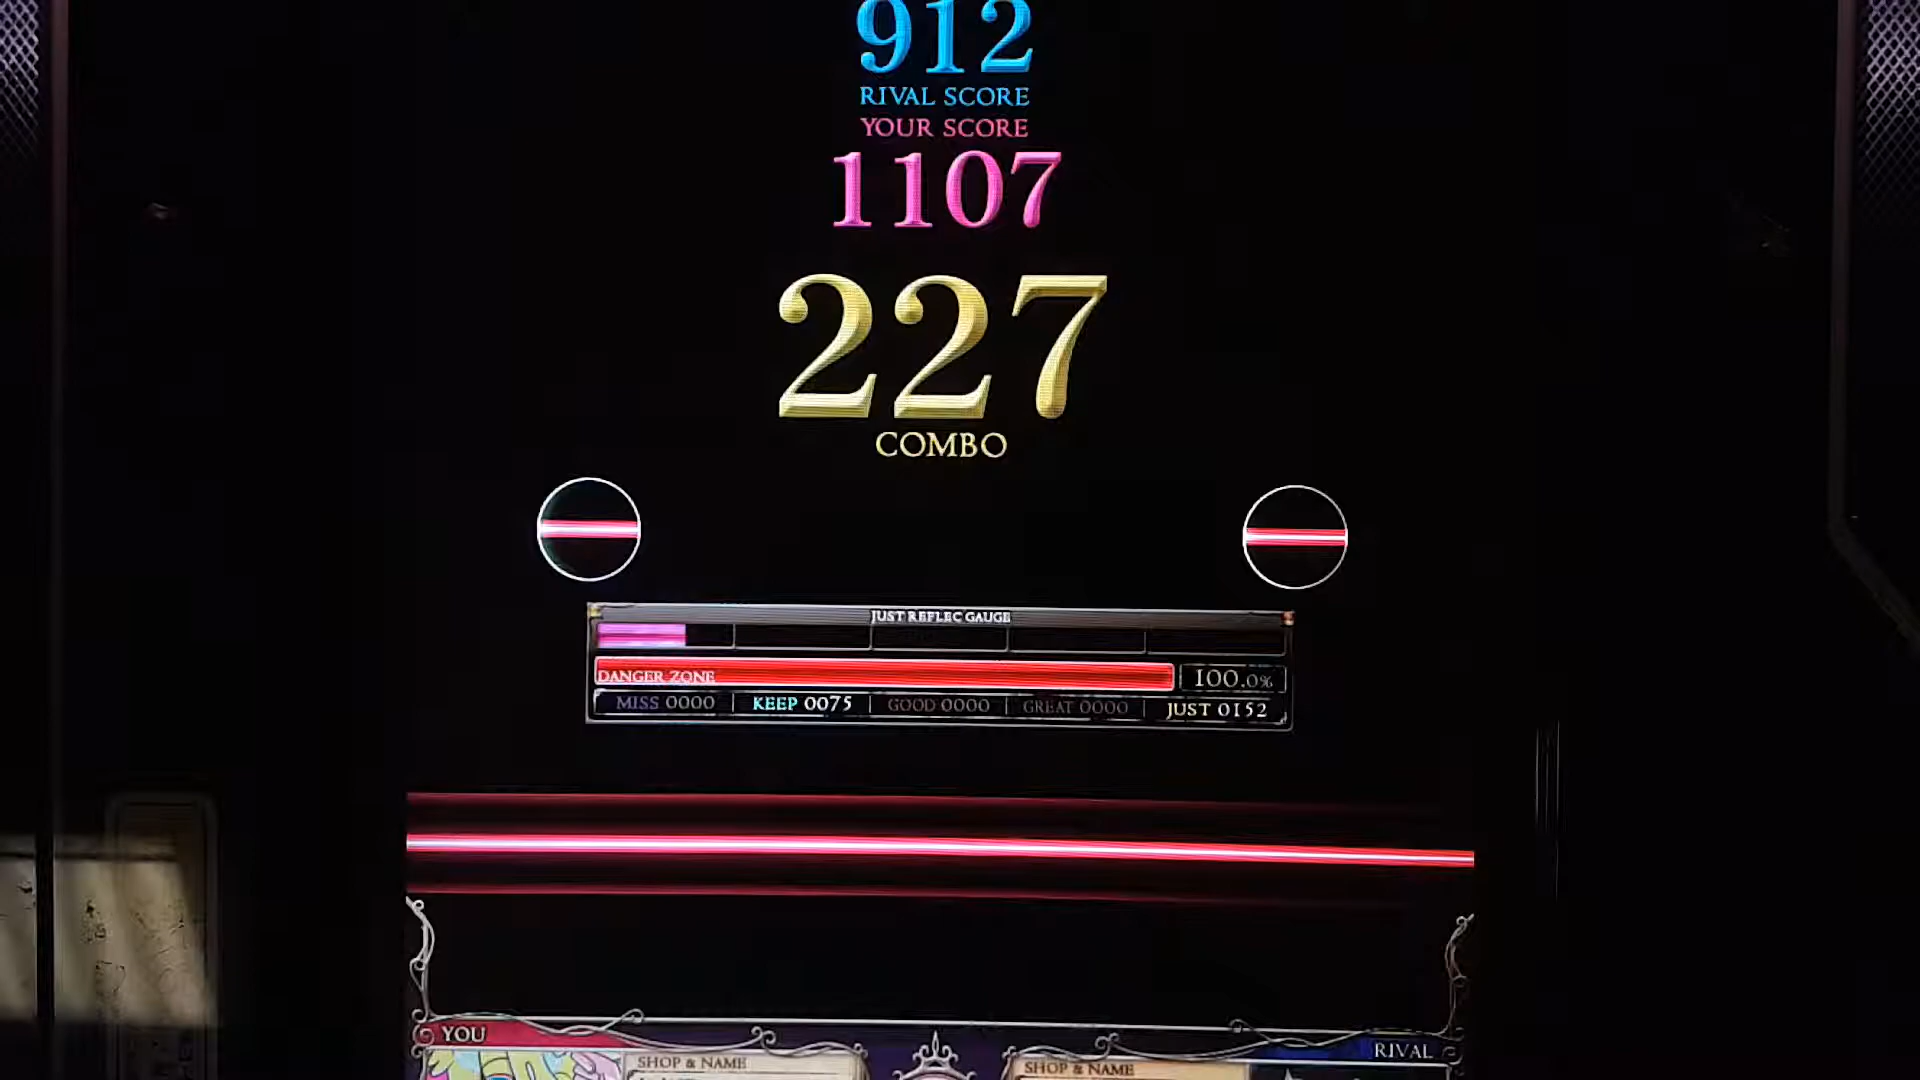 912
RIVAL SCORE
YOUR SCORE
1107
227
COMBO
JUST REFLEC GAUGE
DANGER ZONE 100.0%
MISS 0000 KEEP 0075 GOOD 0000 GREAT 0000 JUST 0152
YOU RIVAL
SHOP & NAME SHOP & NAME